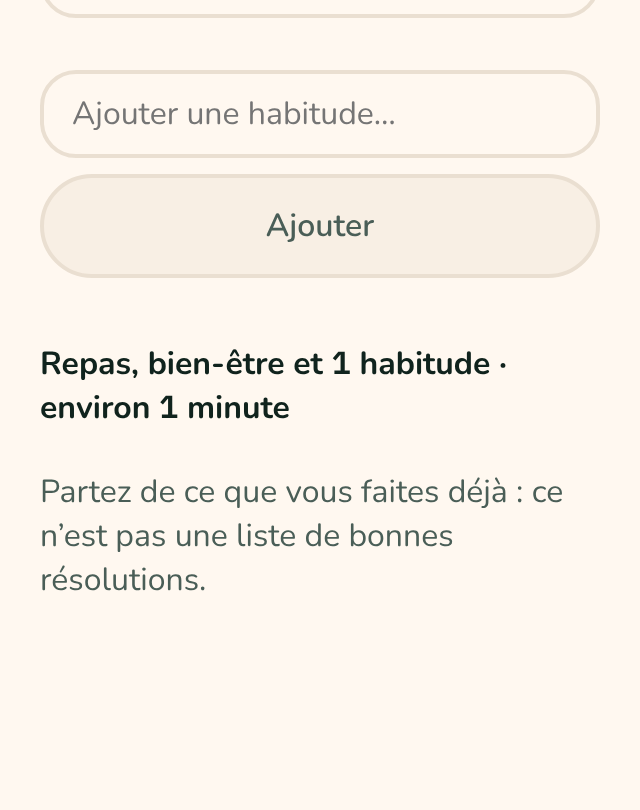 Ajouter une habitude…
Ajouter
Repas, bien-être et 1 habitude ·
environ 1 minute
Partez de ce que vous faites déjà : ce
n’est pas une liste de bonnes
résolutions.